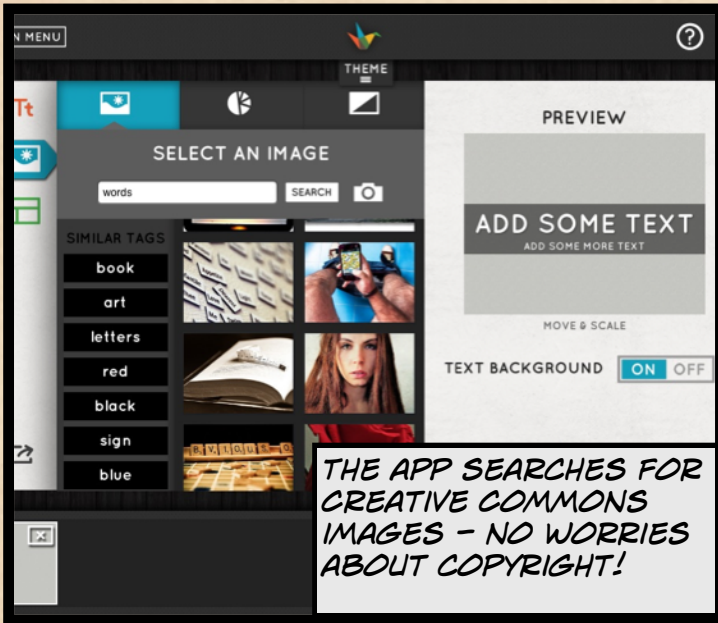 N MENU
THEME
Tt
SELECT AN IMAGE
words
SEARCH
SIMILAR TAGS
book
art
letters
red
black
sign
blue
PREVIEW
ADD SOME TEXT
ADD SOME MORE TEXT
MOVE & SCALE
TEXT BACKGROUND ON OFF
THE APP SEARCHES FOR
CREATIVE COMMONS
IMAGES - NO WORRIES
ABOUT COPYRIGHT!